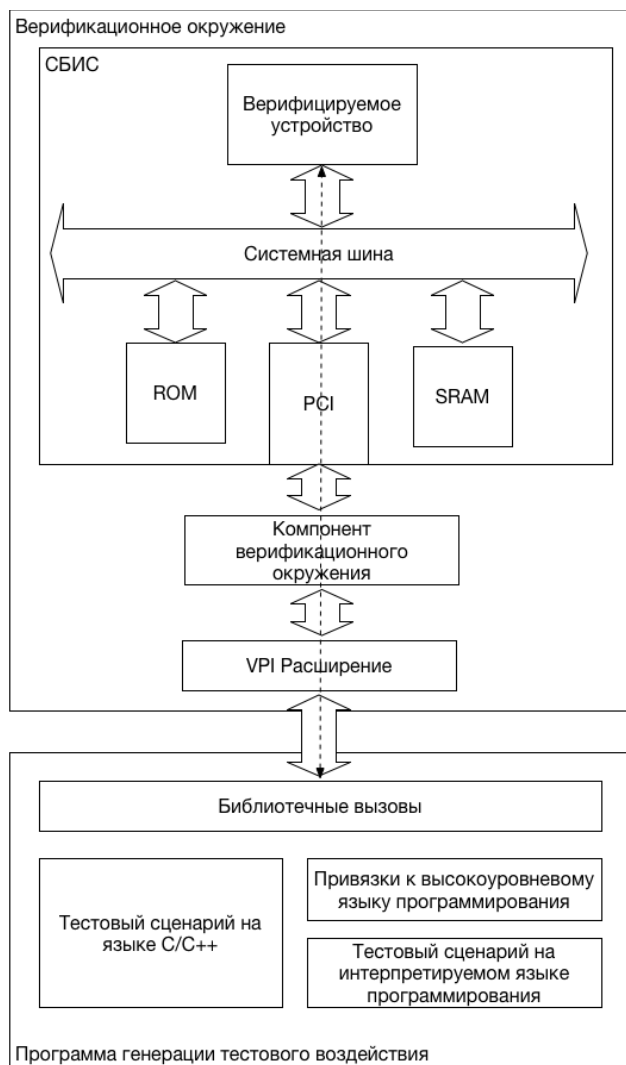 Верификационное окружение
СБИС
Верифицируемое
устройство
Системная шина
ROM
PCI
SRAM
Компонент
верификационного
окружения
VPI Расширение
Библиотечные вызовы
Тестовый сценарий на
языке C/C++
Привязки к высокоуровневому
языку программирования
Тестовый сценарий на
интерпретируемом языке
программирования
Программа генерации тестового воздействия